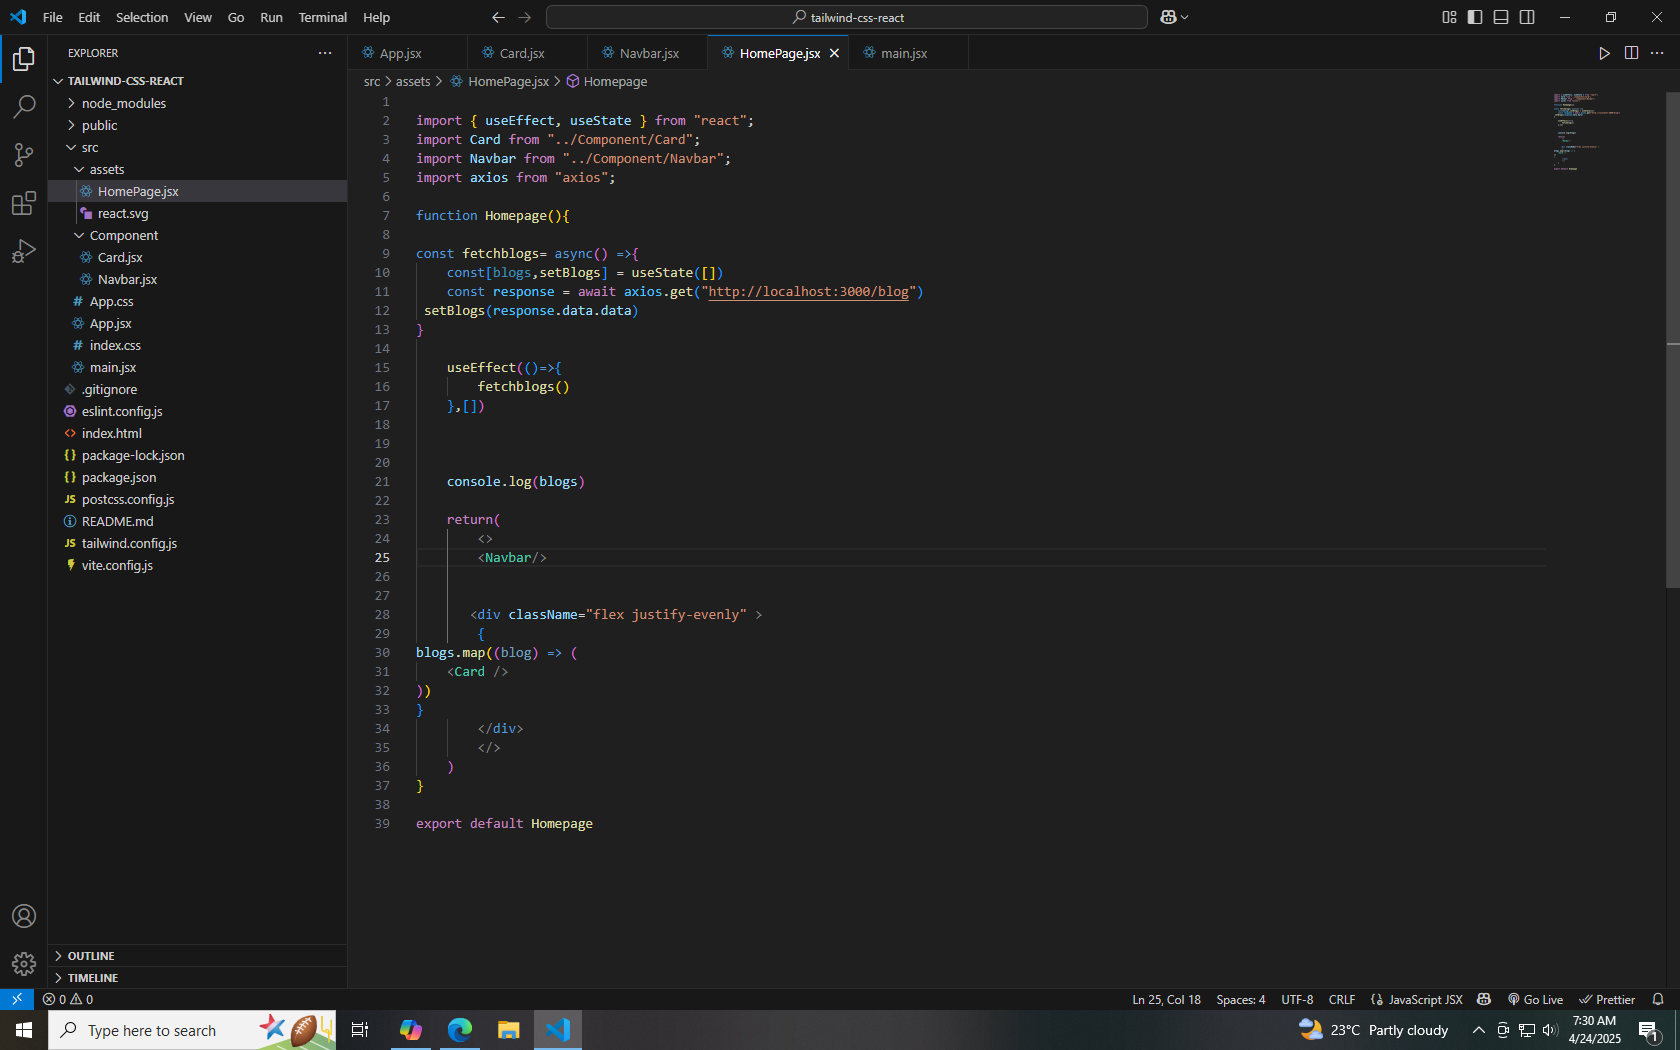 File Edit Selection View Go Run Terminal Help
tailwind-css-react
EXPLORER
TAILWIND-CSS-REACT
node_modules
public
src
assets
HomePage.jsx
react.svg
Component
Card.jsx
Navbar.jsx
App.css
App.jsx
index.css
main.jsx
.gitignore
eslint.config.js
index.html
package-lock.json
package.json
postcss.config.js
README.md
tailwind.config.js
vite.config.js
OUTLINE
TIMELINE
App.jsx Card.jsx Navbar.jsx HomePage.jsx main.jsx
src > assets > HomePage.jsx > Homepage
1
2 import { useEffect, useState } from "react";
3 import Card from "../Component/Card";
4 import Navbar from "../Component/Navbar";
5 import axios from "axios";
6
7 function Homepage(){
8
9 const fetchblogs= async() =>{
10 const[blogs,setBlogs] = useState([])
11 const response = await axios.get("http://localhost:3000/blog")
12 setBlogs(response.data.data)
13 }
14
15 useEffect(()=>{
16 fetchblogs()
17 },[])
18
19
20
21 console.log(blogs)
22
23 return(
24 <>
25 <Navbar/>
26
27
28 <div className="flex justify-evenly" >
29 {
30 blogs.map((blog) => (
31 <Card />
32 ))
33 }
34 </div>
35 </>
36 )
37 }
38
39 export default Homepage
0 0 Ln 25, Col 18 Spaces: 4 UTF-8 CRLF {} JavaScript JSX Go Live Prettier
Type here to search
23°C Partly cloudy
7:30 AM
4/24/2025
1